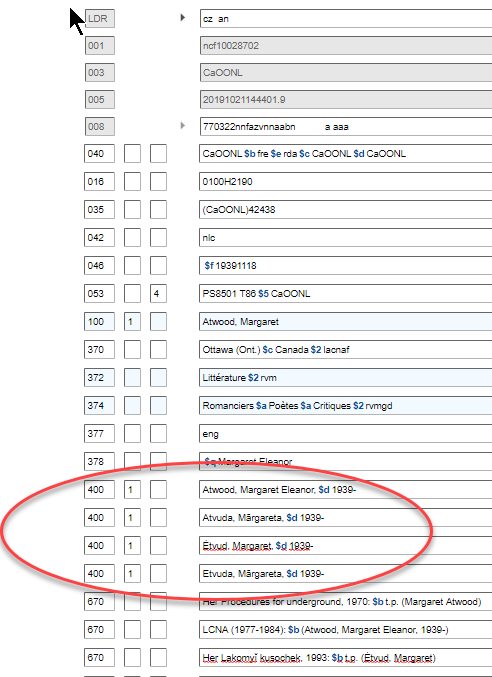 LDR cz an
001 ncf10028702
003 CaOONL
005 20191021144401.9
008 770322nnfazvnnaabn a aaa
040 CaOONL $b fre $e rda $c CaOONL $d CaOONL
016 0100H2190
035 (CaOONL)42438
042 nlc
046 $f 19391118
053 4 PS8501 T86 $5 CaOONL
100 1 Atwood, Margaret
370 Ottawa (Ont.) $c Canada $2 lacnaf
372 Littérature $2 rvm
374 Romanciers $a Poètes $a Critiques $2 rvmgd
377 eng
378 $q Margaret Eleanor
400 1 Atwood, Margaret Eleanor, $d 1939-
400 1 Atvuda, Mārgareta, $d 1939-
400 1 Ėtvud, Margaret, $d 1939-
400 1 Etvuda, Mārgareta, $d 1939-
670 Her Procedures for underground, 1970: $b t.p. (Margaret Atwood)
670 LCNA (1977-1984): $b (Atwood, Margaret Eleanor, 1939-)
670 Her Lakomyĭ kusochek, 1993: $b t.p. (Ėtvud, Margaret)